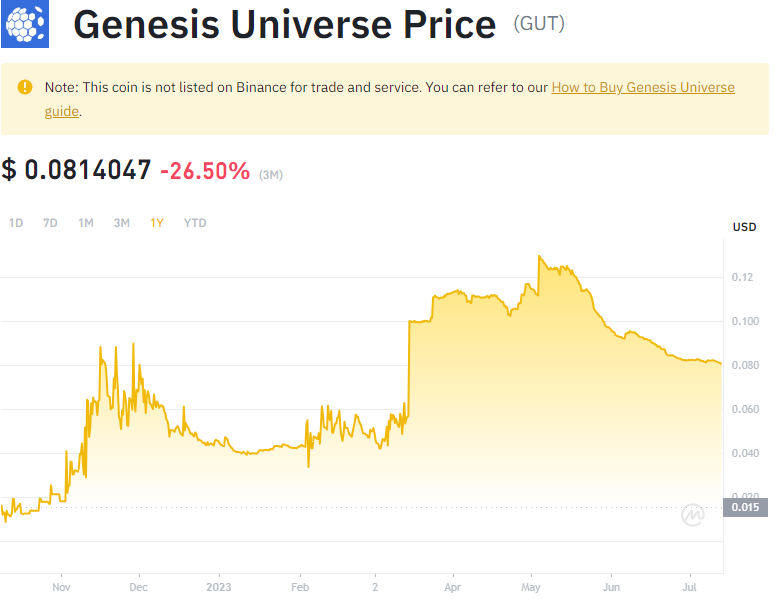 Genesis Universe Price (GUT)
Note: This coin is not listed on Binance for trade and service. You can refer to our How to Buy Genesis Universe
guide.
$ 0.0814047 -26.50% (3M)
1D 7D 1M 3M 1Y YTD
USD
0.12
0.100
0.080
0.060
0.040
0.020
0.015
Nov Dec 2023 Feb 2 Apr May Jun Jul